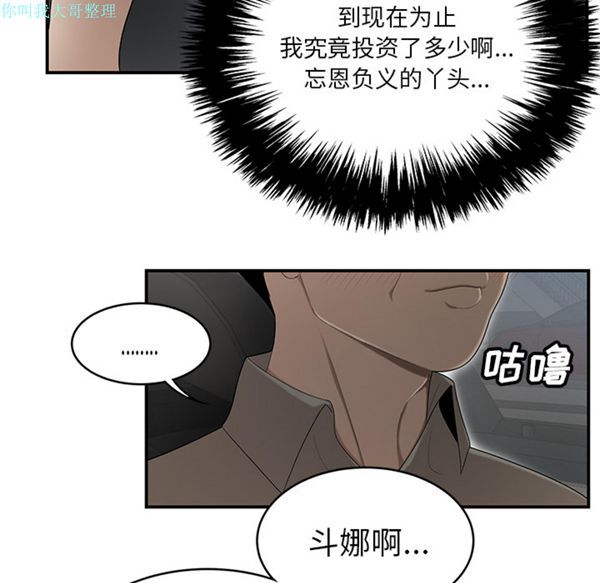 你叫我大哥整理
到现在为止
我究竟投资了多少啊...
忘恩负义的丫头...
........
咕噜
斗娜啊...